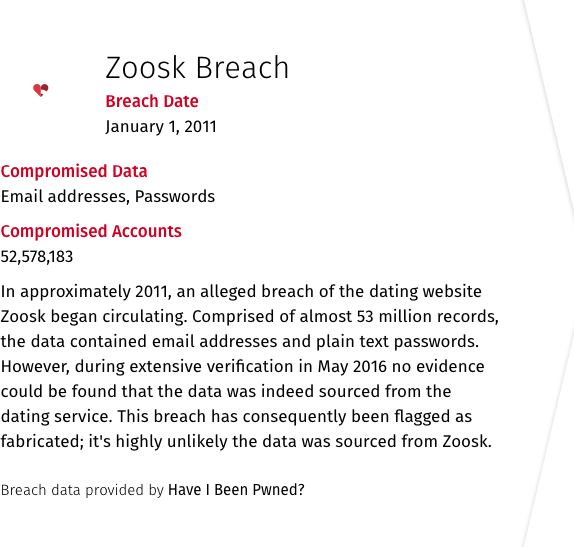 Zoosk Breach
Breach Date
January 1, 2011
Compromised Data
Email addresses, Passwords
Compromised Accounts
52,578,183
In approximately 2011, an alleged breach of the dating website
Zoosk began circulating. Comprised of almost 53 million records,
the data contained email addresses and plain text passwords.
However, during extensive verification in May 2016 no evidence
could be found that the data was indeed sourced from the
dating service. This breach has consequently been flagged as
fabricated; it's highly unlikely the data was sourced from Zoosk.
Breach data provided by Have I Been Pwned?